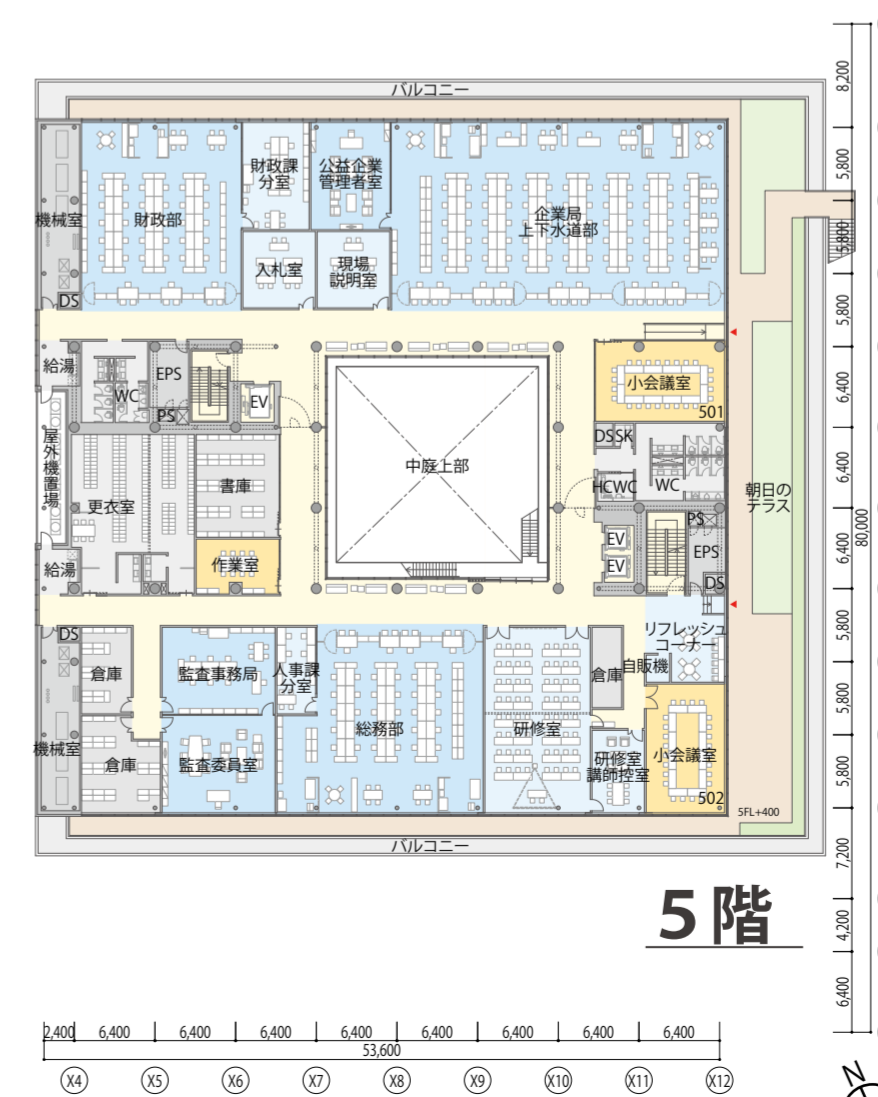 バルコニー
8,200
5,800
機械室
財政部
財政課
分室
公益企業
管理者室
企業局
上下水道部
入札室
現場
説明室
5,800
DS
5,800
給湯
WC
EPS
PS
EV
小会議室
501
6,400
屋外機置場
更衣室
書庫
中庭上部
DS
SK
HCWC
WC
朝日の
テラス
6,400
80,000
給湯
作業室
EV
EV
PS
EPS
DS
6,400
DS
倉庫
監査事務局
人事課
分室
リフレッシュ
コーナー
自販機
倉庫
5,800
機械室
倉庫
監査委員室
総務部
研修室
研修室
講師控室
小会議室
502
5,800
5,800
5FL+400
バルコニー
7,200
5階
4,200
6,400
2,400
6,400
6,400
6,400
6,400
6,400
6,400
6,400
6,400
53,600
X4
X5
X6
X7
X8
X9
X10
X11
X12
N